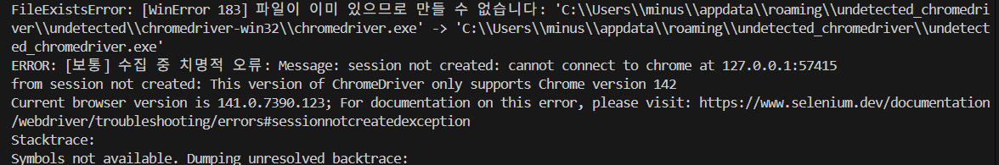 FileExistsError: [WinError 183] 파일이 이미 있으므로 만들 수 없습니다: 'C:\\Users\\minus\\appdata\\roaming\\undetected_chromedri
ver\\undetected\\chromedriver-win32\\chromedriver.exe' -> 'C:\\Users\\minus\\appdata\\roaming\\undetected_chromedriver\\undetect
ed_chromedriver.exe'
ERROR: [보통] 수집 중 치명적 오류: Message: session not created: cannot connect to chrome at 127.0.0.1:57415
from session not created: This version of ChromeDriver only supports Chrome version 142
Current browser version is 141.0.7390.123; For documentation on this error, please visit: https://www.selenium.dev/documentation
/webdriver/troubleshooting/errors#sessionnotcreatedexception
Stacktrace:
Symbols not available. Dumping unresolved backtrace: